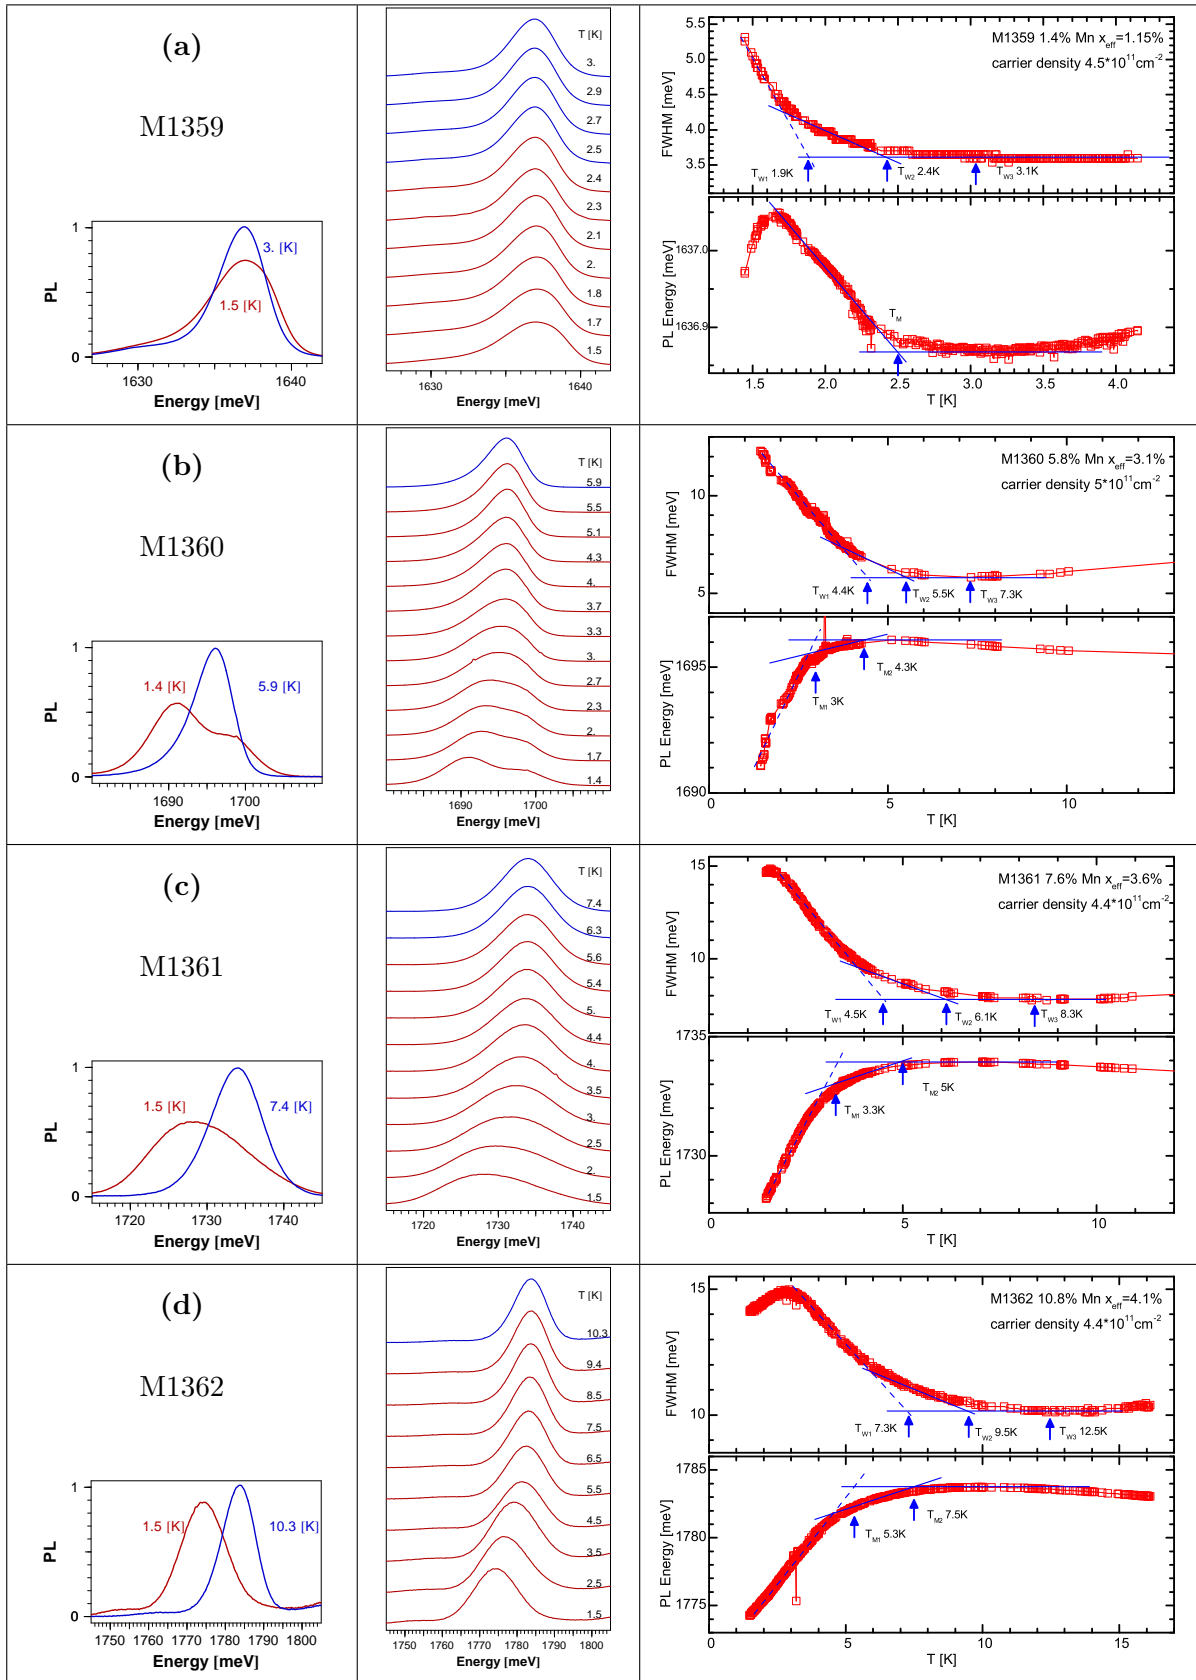 (a)
M1359
1
PL
3. [K]
1.5 [K]
0
1630
1640
Energy [meV]
T [K]
3.
2.9
2.7
2.5
2.4
2.3
2.1
2.
1.8
1.7
1.5
1630
1640
Energy [meV]
5.5
5.0
4.5
4.0
3.5
FWHM [meV]
M1359 1.4% Mn x_eff=1.15%
carrier density 4.5*10^11cm^-2
T_W1 1.9K
T_W2 2.4K
T_W3 3.1K
1637.0
1636.9
PL Energy [meV]
T_M
1.5 2.0 2.5 3.0 3.5 4.0
T [K]
(b)
M1360
1
PL
1.4 [K]
5.9 [K]
0
1690
1700
Energy [meV]
T [K]
5.9
5.5
5.1
4.3
4.
3.7
3.3
3.
2.7
2.3
2.
1.7
1.4
1690
1700
Energy [meV]
10
5
FWHM [meV]
M1360 5.8% Mn x_eff=3.1%
carrier density 5*10^11cm^-2
T_W1 4.4K
T_W2 5.5K
T_W3 7.3K
1695
1690
PL Energy [meV]
T_M2 4.3K
T_M1 3K
0 5 10
T [K]
(c)
M1361
1
PL
1.5 [K]
7.4 [K]
0
1720 1730 1740
Energy [meV]
T [K]
7.4
6.3
5.6
5.4
5.
4.4
4.
3.5
3.
2.5
2.
1.5
1720 1730 1740
Energy [meV]
15
10
FWHM [meV]
M1361 7.6% Mn x_eff=3.6%
carrier density 4.4*10^11cm^-2
T_W1 4.5K
T_W2 6.1K
T_W3 8.3K
1735
1730
PL Energy [meV]
T_M2 5K
T_M1 3.3K
0 5 10
T [K]
(d)
M1362
1
PL
1.5 [K]
10.3 [K]
0
1750 1760 1770 1780 1790 1800
Energy [meV]
T [K]
10.3
9.4
8.5
7.5
6.5
5.5
4.5
3.5
2.5
1.5
1750 1760 1770 1780 1790 1800
Energy [meV]
15
10
FWHM [meV]
M1362 10.8% Mn x_eff=4.1%
carrier density 4.4*10^11cm^-2
T_W1 7.3K
T_W2 9.5K
T_W3 12.5K
1785
1780
1775
PL Energy [meV]
T_M2 7.5K
T_M1 5.3K
0 5 10 15
T [K]